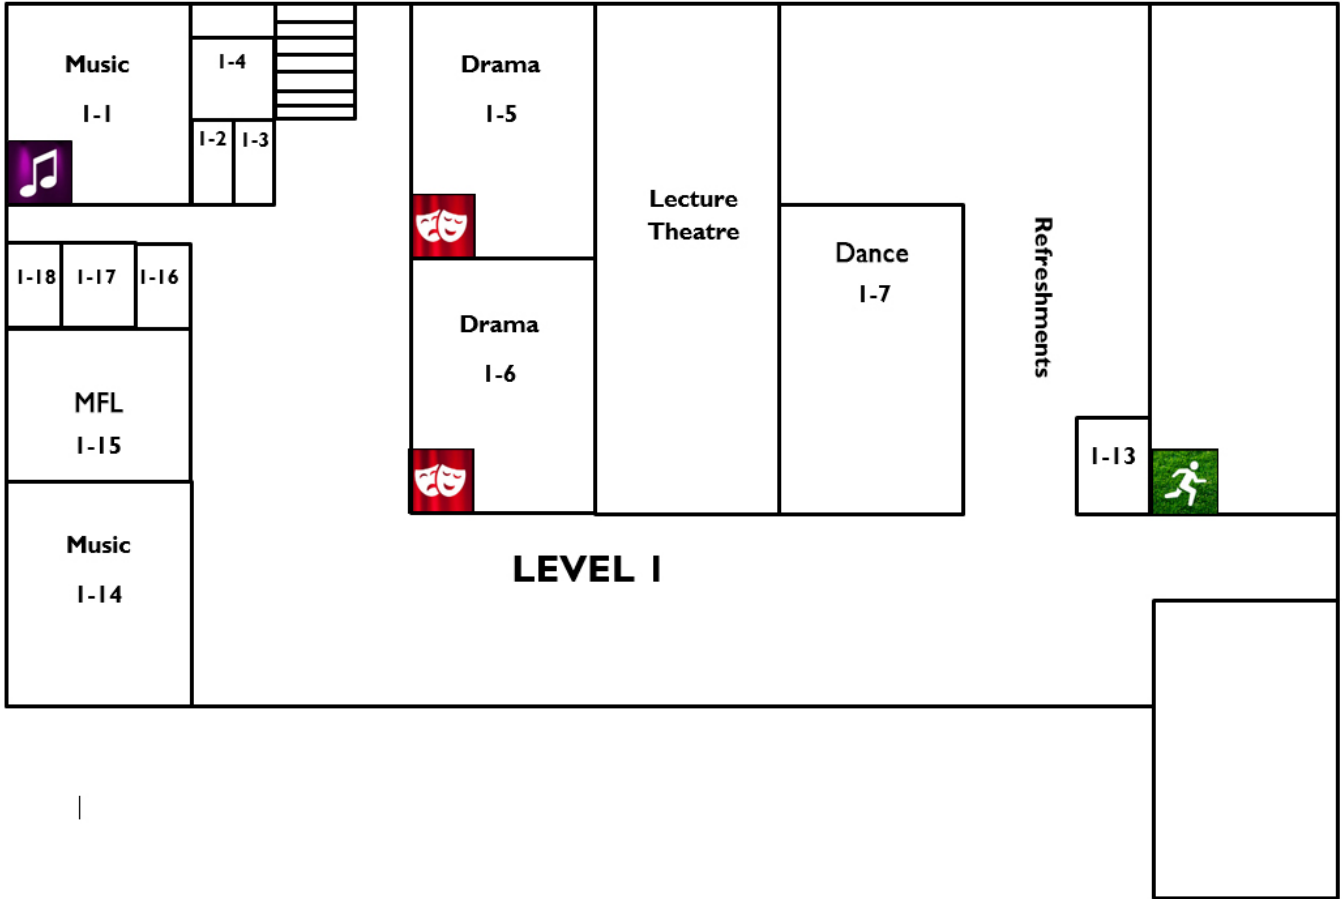 Music
1-1
1-4
1-2
1-3
Drama
1-5
Lecture
Theatre
Dance
1-7
Refreshments
1-18
1-17
1-16
Drama
1-6
MFL
1-15
1-13
Music
1-14
LEVEL 1